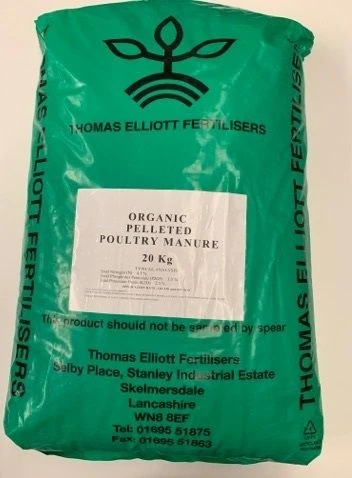 THOMAS ELLIOTT FERTILISERS
ORGANIC
PELLETED
POULTRY MANURE
20 Kg
TYPICAL ANALYSIS
This product should not be sampled by spear
Thomas Elliott Fertilisers
Selby Place, Stanley Industrial Estate
Skelmersdale
Lancashire
WN8 8EF
Tel: 01695 51875
Fax: 01695 51863
THOMAS ELLIOTT FERTILISERS
THOMAS ELLIOTT FERTILISERS